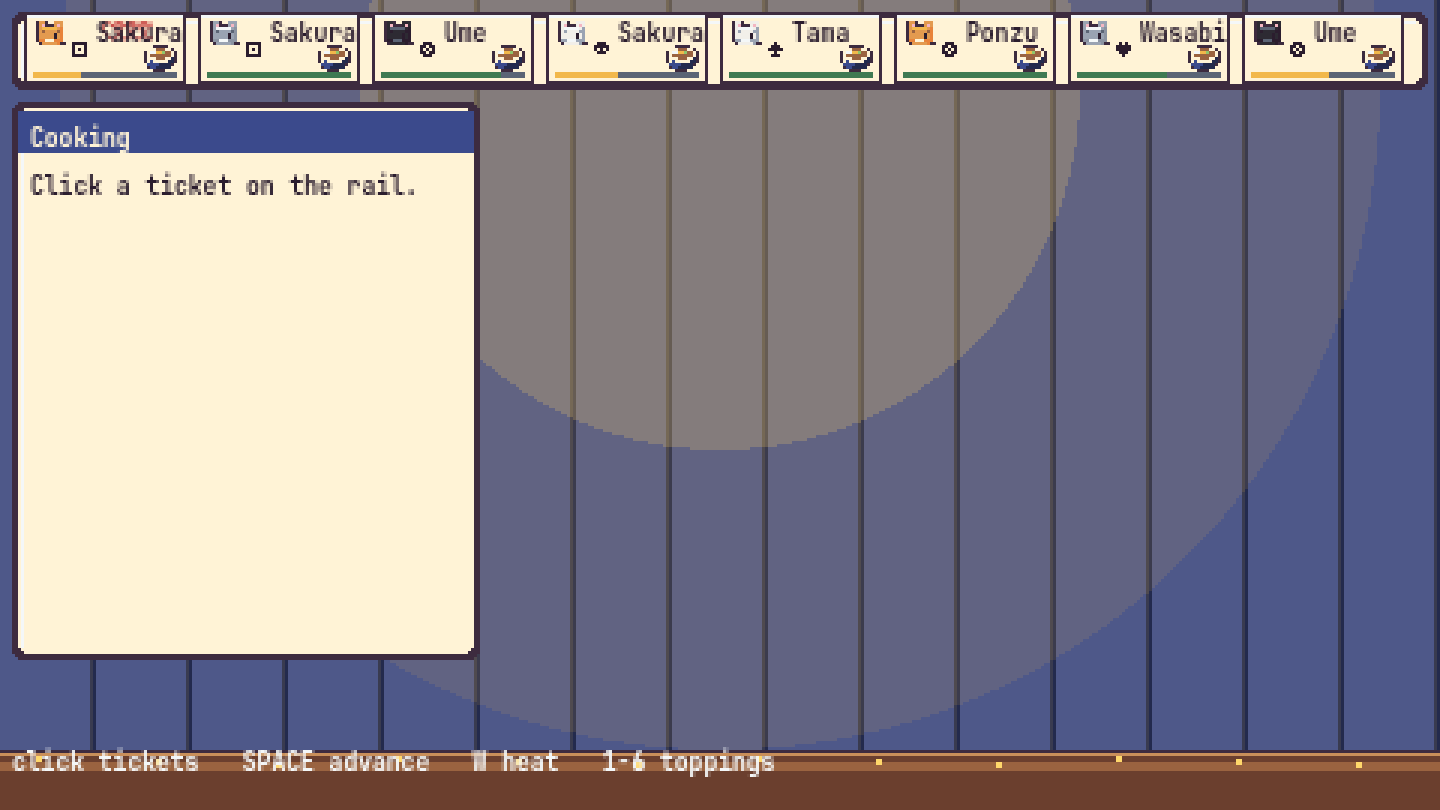 Sakura Sakura Ume Sakura Tama Ponzu Wasabi Ume
Cooking
Click a ticket on the rail.
click tickets SPACE advance W heat 1-6 toppings